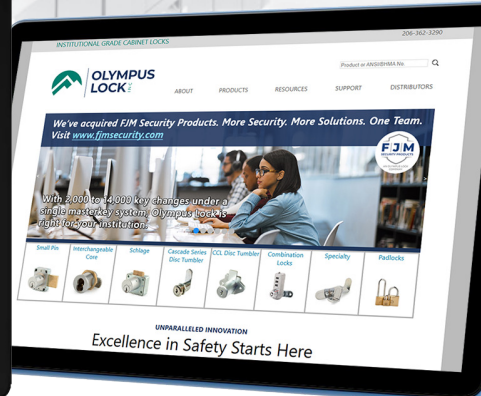 INSTITUTIONAL GRADE CABINET LOCKS
206-362-3290
OLYMPUS
LOCK INC
Product or ANSI/BHMA No.
ABOUT PRODUCTS RESOURCES SUPPORT DISTRIBUTORS
We've acquired FJM Security Products. More Security. More Solutions. One Team.
Visit www.fjmsecurity.com
FJM
SECURITY PRODUCTS
With 2,000 to 14,000 key changes under a
single masterkey system, Olympus Lock is
right for your institution.
Small Pin
Interchangeable
Core
Schlage
Cascade Series
Disc Tumbler
CCL Disc Tumbler
Combination
Locks
Specialty
Padlocks
UNPARALLELED INNOVATION
Excellence in Safety Starts Here